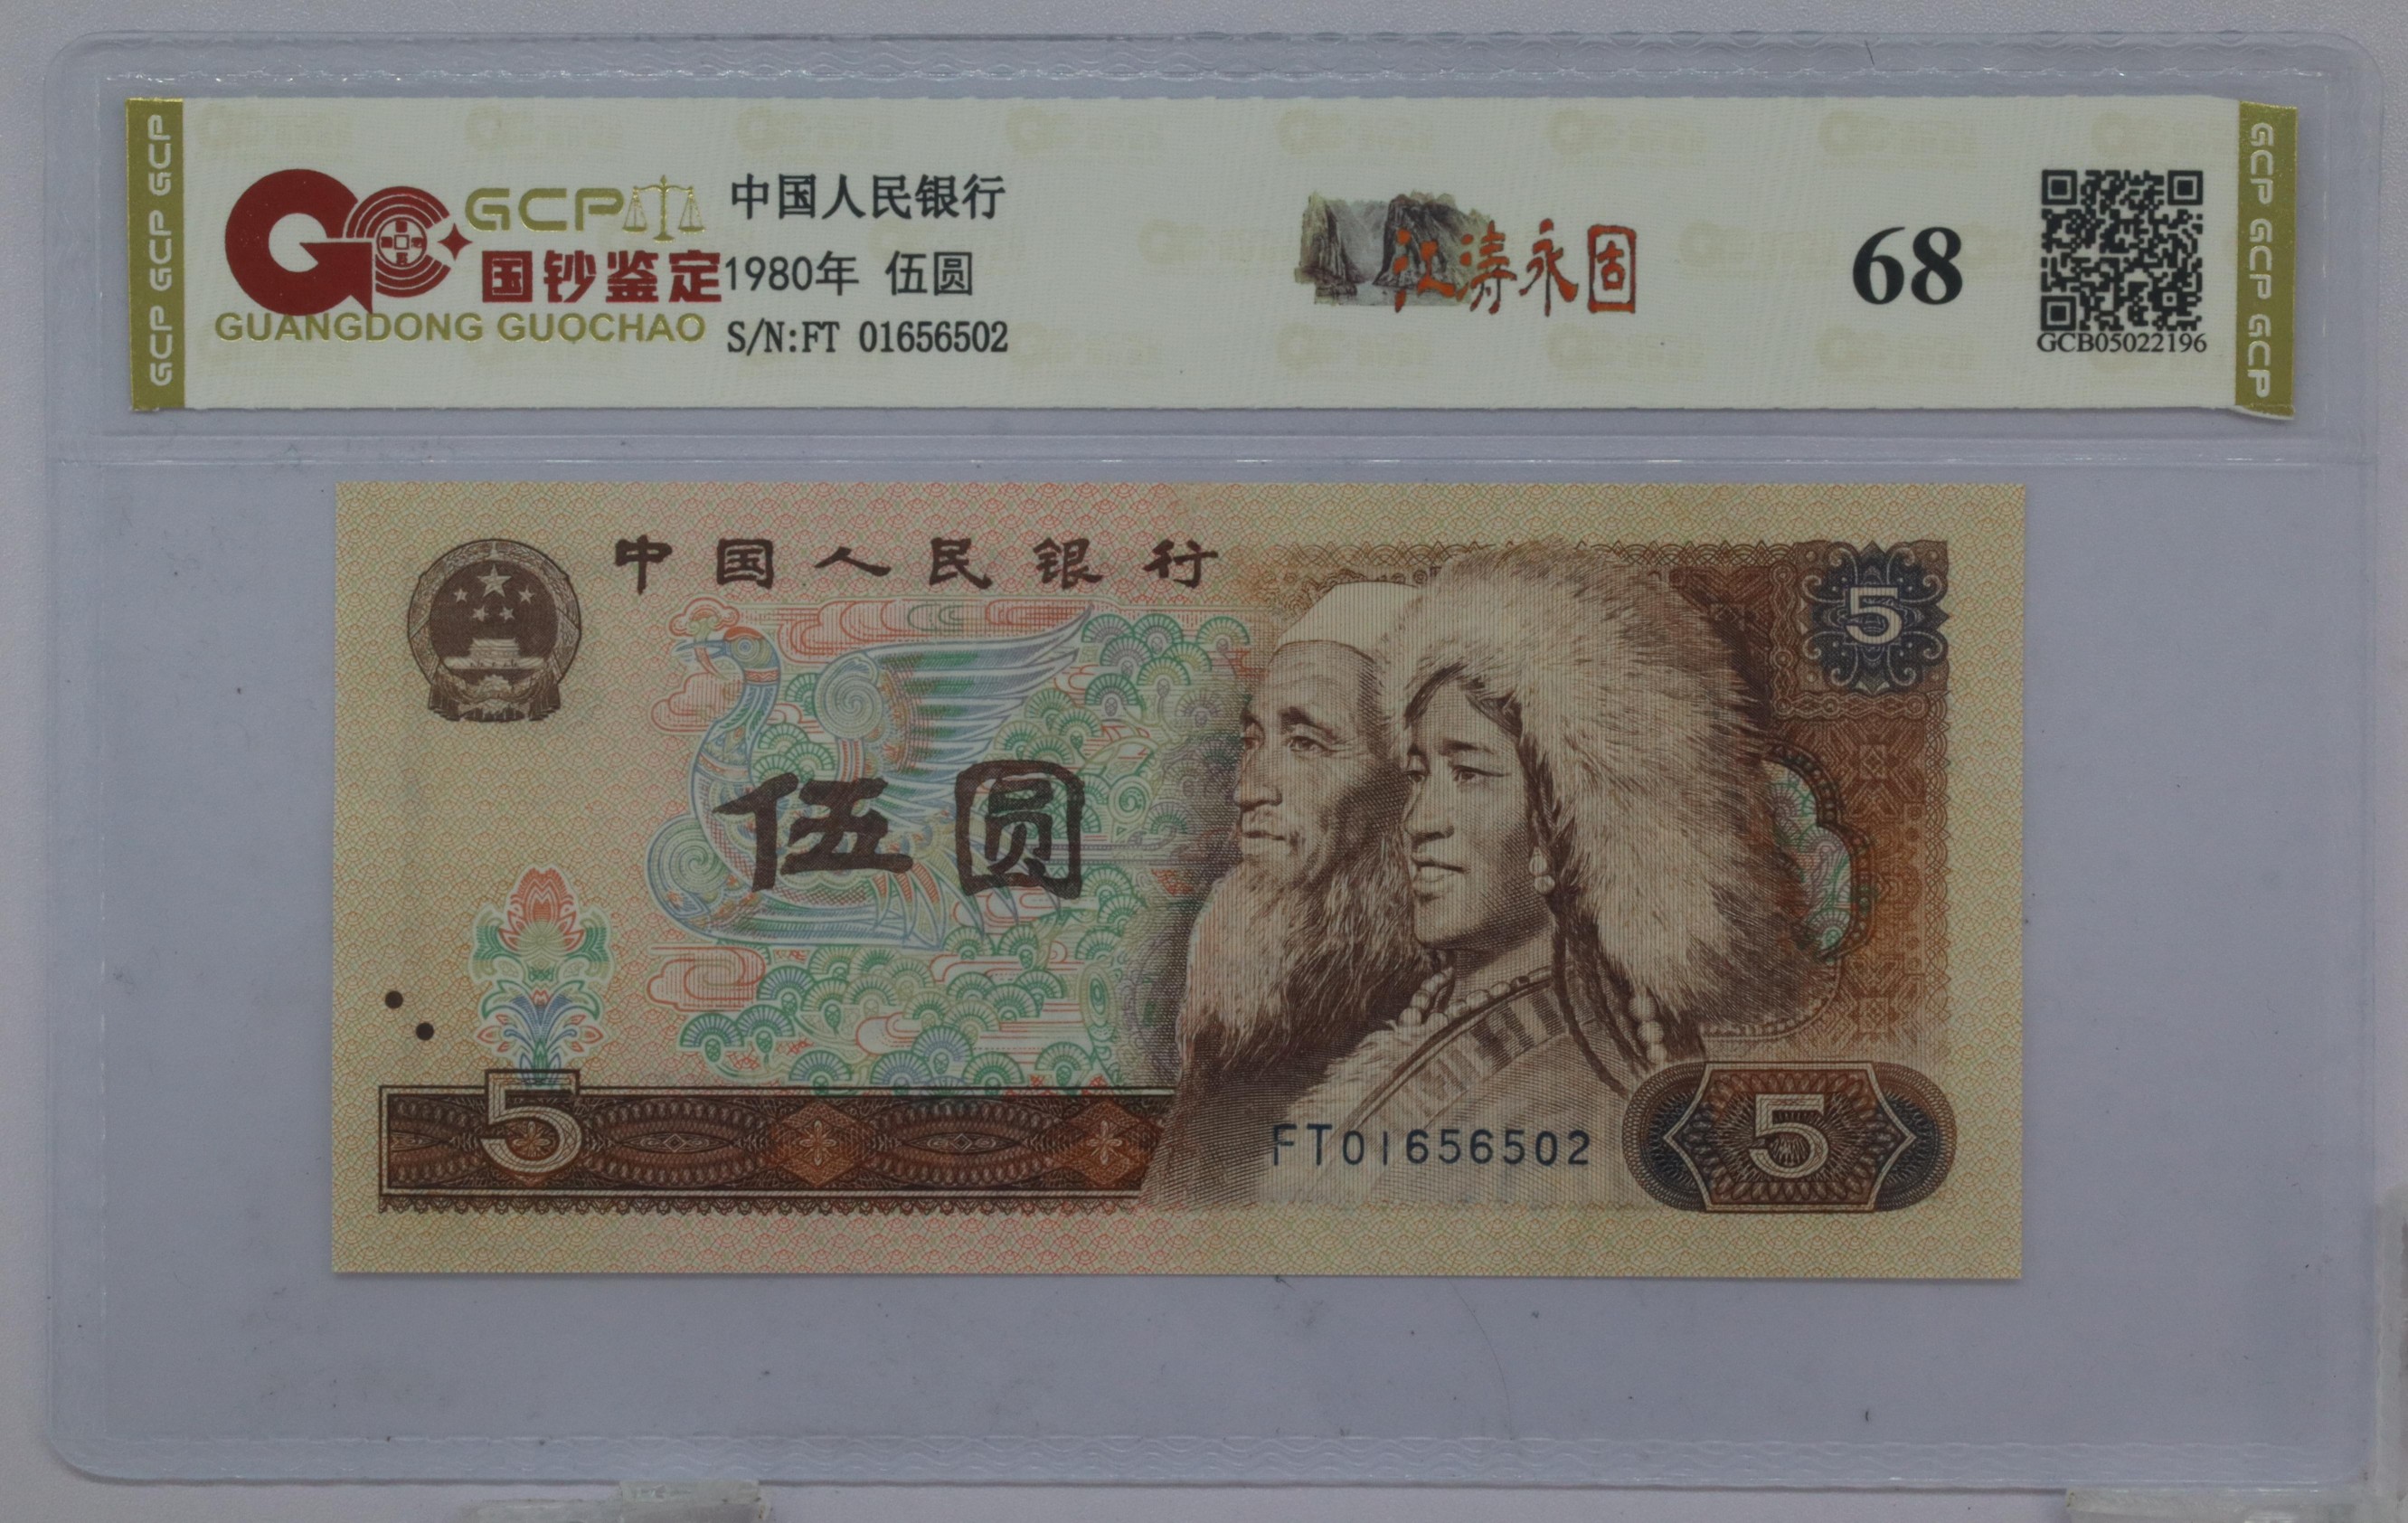 GCP GCP GCP GCP
GCP
国钞鉴定
GUANGDONG GUOCHAO
中国人民银行
1980年 伍圆
S/N:FT 01656502
江涛永固
68
GCB05022196
GCP GCP GCP GCP
中国人民银行
5
伍圆
5
FT01656502
5